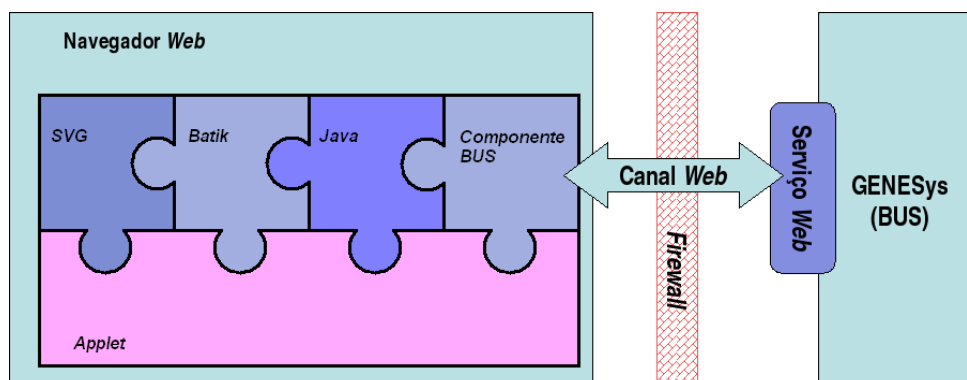 Navegador Web
SVG
Batik
Java
Componente
BUS
Applet
Canal Web
Firewall
Serviço Web
GENESys
(BUS)